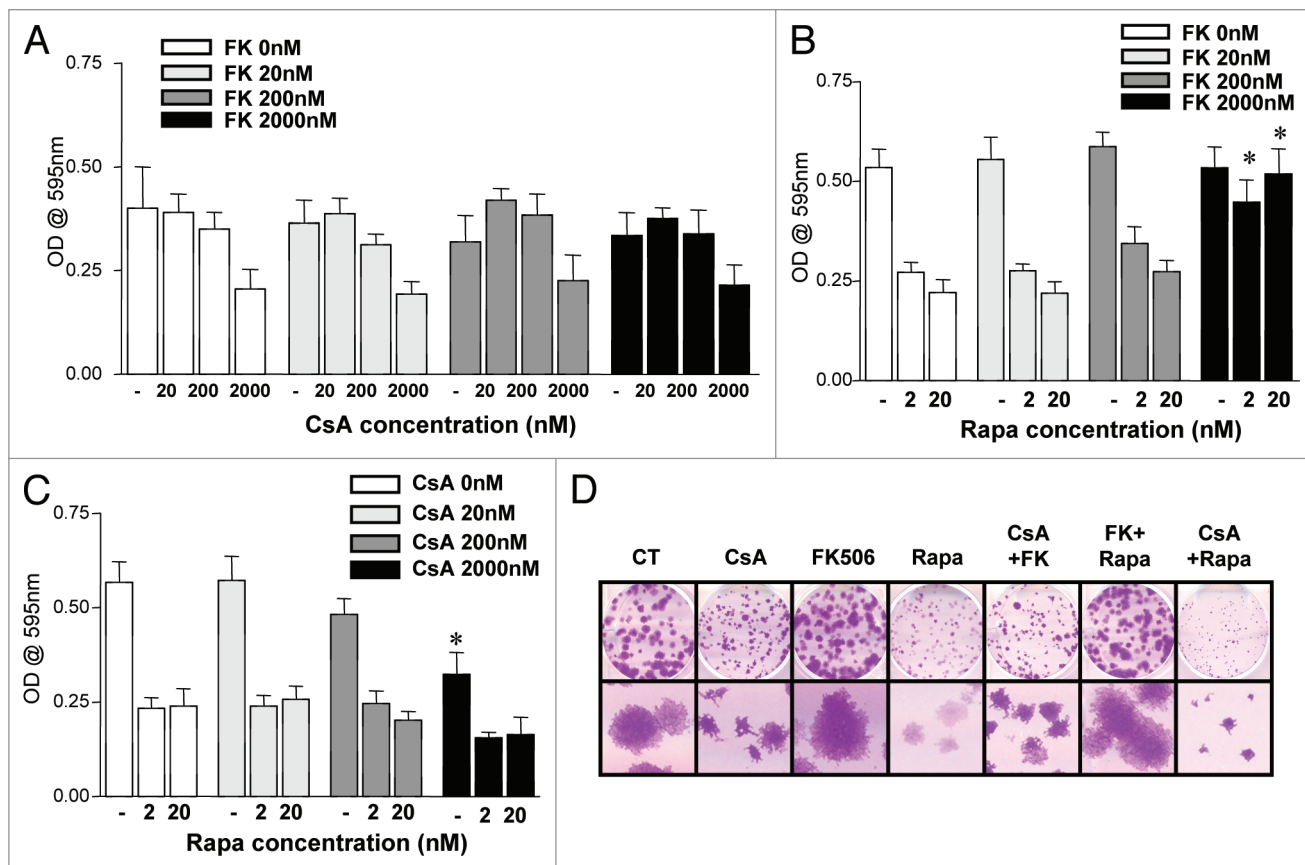 A
FK 0nM
FK 20nM
FK 200nM
FK 2000nM
0.75
0.50
0.25
0.00
OD @ 595nm
- 20 200 2000 - 20 200 2000 - 20 200 2000 - 20 200 2000
CsA concentration (nM)
B
FK 0nM
FK 20nM
FK 200nM
FK 2000nM
0.75
0.50
0.25
0.00
OD @ 595nm
* *
- 2 20 - 2 20 - 2 20 - 2 20
Rapa concentration (nM)
C
CsA 0nM
CsA 20nM
CsA 200nM
CsA 2000nM
0.75
0.50
0.25
0.00
OD @ 595nm
*
- 2 20 - 2 20 - 2 20 - 2 20
Rapa concentration (nM)
D
CT CsA FK506 Rapa CsA +FK FK+ Rapa CsA +Rapa